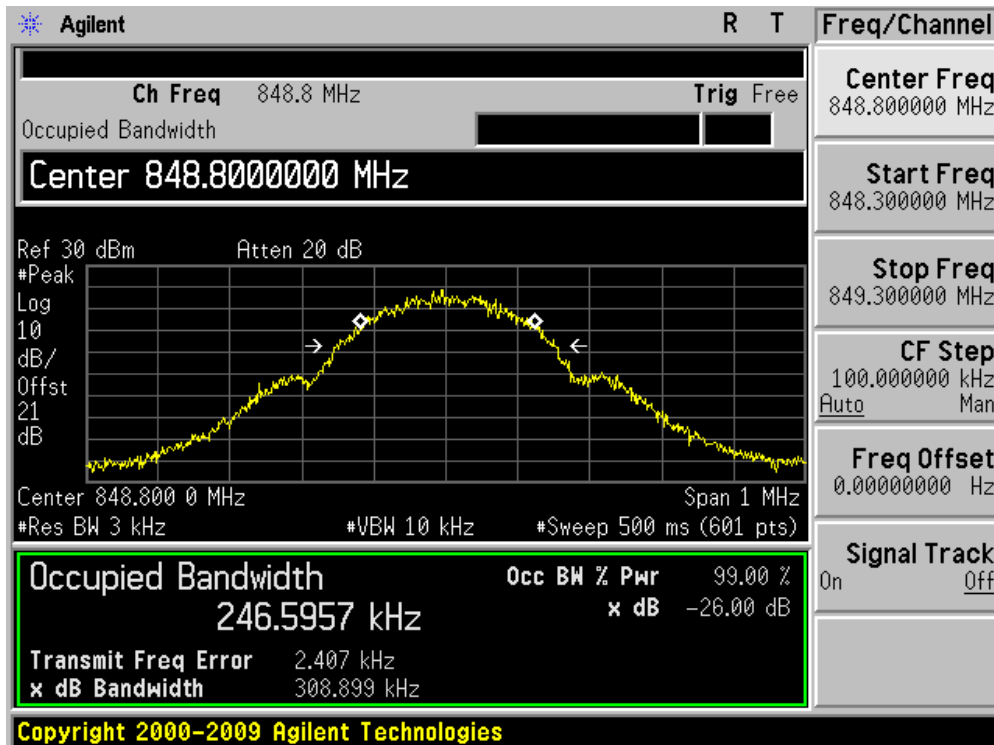 Agilent R T
Ch Freq 848.8 MHz Trig Free
Occupied Bandwidth
Center 848.8000000 MHz
Ref 30 dBm Atten 20 dB
#Peak
Log
10
dB/
Offst
21
dB
Center 848.800 0 MHz Span 1 MHz
#Res BW 3 kHz #VBW 10 kHz #Sweep 500 ms (601 pts)
Occupied Bandwidth Occ BW % Pwr 99.00 %
246.5957 kHz x dB -26.00 dB
Transmit Freq Error 2.407 kHz
x dB Bandwidth 308.899 kHz
Copyright 2000-2009 Agilent Technologies
Freq/Channel
Center Freq
848.800000 MHz
Start Freq
848.300000 MHz
Stop Freq
849.300000 MHz
CF Step
100.000000 kHz
Auto Man
Freq Offset
0.00000000 Hz
Signal Track
On Off